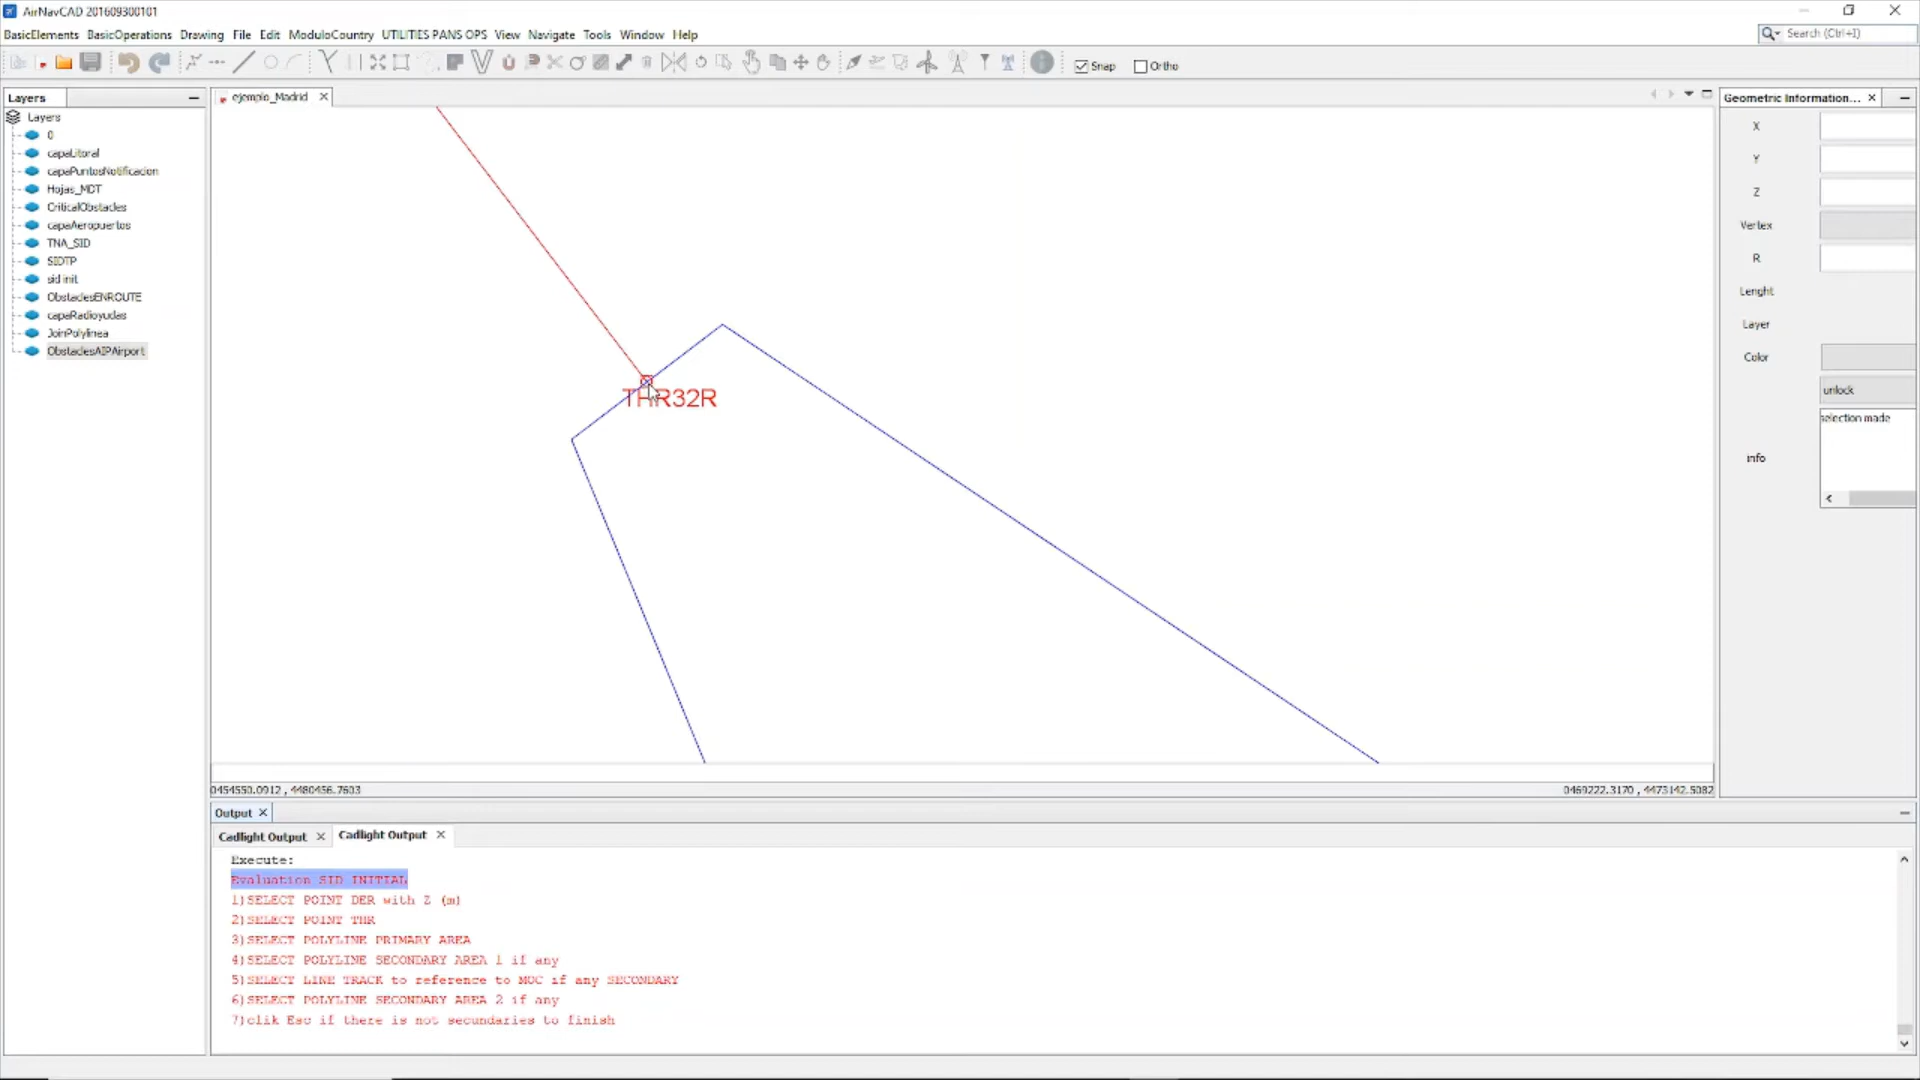 AirNavCAD 201609300101
BasicElements BasicOperations Drawing File Edit ModuloCountry UTILITIES PANS OPS View Navigate Tools Window Help
Search (Ctrl+I)
Snap Ortho
Layers
ejemplo_Madrid
Geometric Information...
Layers
0
capaLitoral
capaPuntosNotificacion
Hojas_MDT
CriticalObstacles
capaAeropuertos
TNA_SID
SIDTP
sid init
ObstaclesENROUTE
capaRadioyudas
JoinPolylinea
ObstaclesAIPAirport
X
Y
Z
Vertex
R
Lenght
Layer
Color
unlock
selection made
info
THR32R
0454550.0912 , 4480456.7603
0469222.3170 , 4473142.5082
Output
Cadlight Output
Cadlight Output
Execute:
Evaluation SID INITIAL
1)SELECT POINT DER with Z (m)
2)SELECT POINT THR
3)SELECT POLYLINE PRIMARY AREA
4)SELECT POLYLINE SECONDARY AREA 1 if any
5)SELECT LINE TRACK to reference to MOC if any SECONDARY
6)SELECT POLYLINE SECONDARY AREA 2 if any
7)clik Esc if there is not secundaries to finish